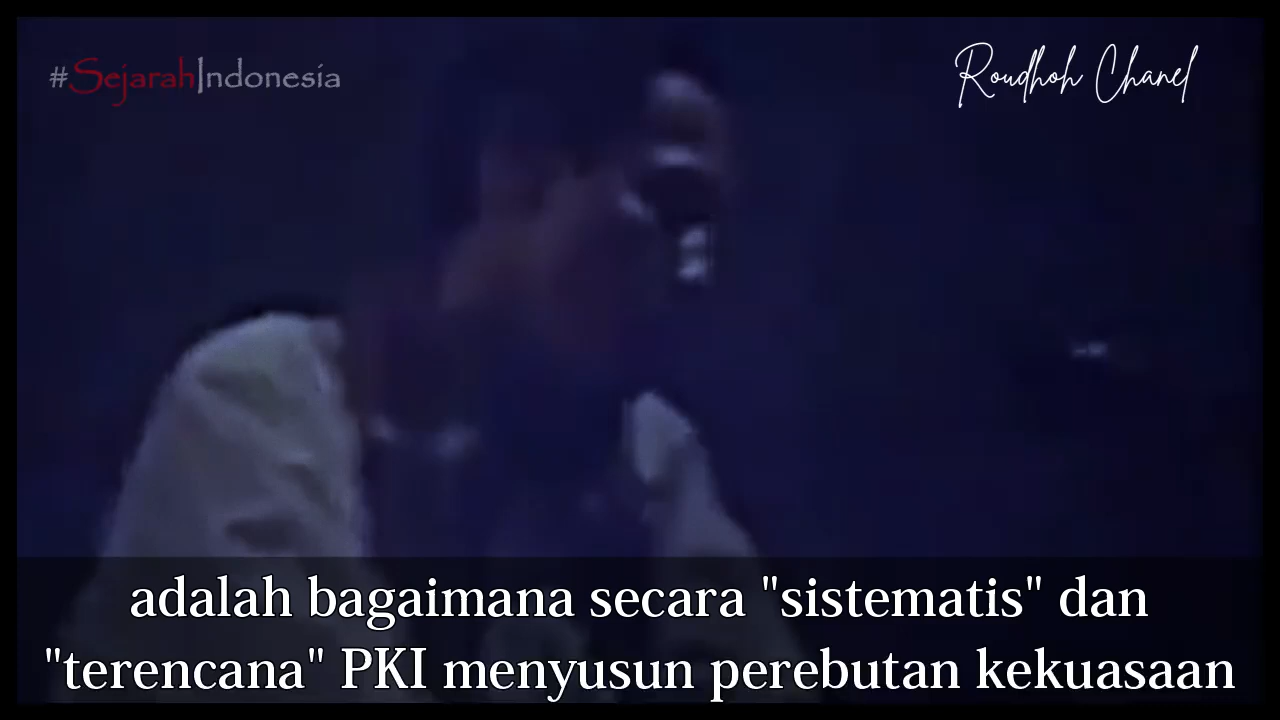 #SejarahIndonesia
Roudhoh Chanel
adalah bagaimana secara "sistematis" dan
"terencana" PKI menyusun perebutan kekuasaan